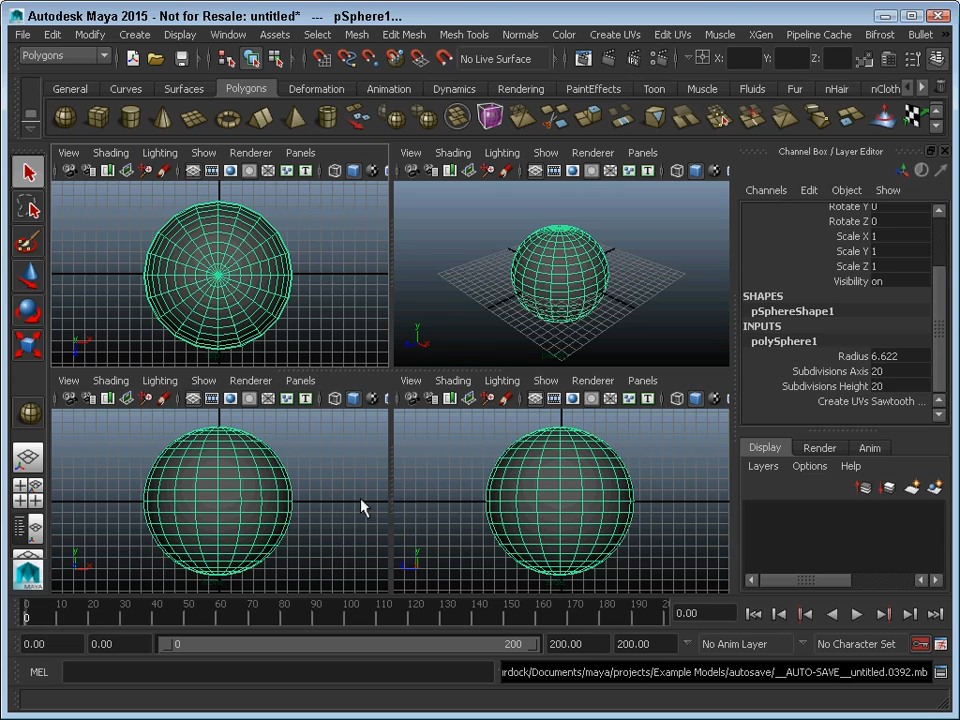 Autodesk Maya 2015 - Not for Resale: untitled*   ---   pSphere1...
File Edit Modify Create Display Window Assets Select Mesh Edit Mesh Mesh Tools Normals Color Create UVs Edit UVs Muscle XGen Pipeline Cache Bifrost Bullet »
Polygons No Live Surface X: Y: Z:
General Curves Surfaces Polygons Deformation Animation Dynamics Rendering PaintEffects Toon Muscle Fluids Fur nHair nCloth
View Shading Lighting Show Renderer Panels
View Shading Lighting Show Renderer Panels
Channel Box / Layer Editor
Channels Edit Object Show
Rotate Y 0
Rotate Z 0
Scale X 1
Scale Y 1
Scale Z 1
Visibility on
SHAPES
pSphereShape1
INPUTS
polySphere1
Radius 6.622
Subdivisions Axis 20
Subdivisions Height 20
Create UVs Sawtooth ...
View Shading Lighting Show Renderer Panels
View Shading Lighting Show Renderer Panels
Display Render Anim
Layers Options Help
MAYA
0 10 20 30 40 50 60 70 80 90 100 110 120 130 140 150 160 170 180 190 2
0
0.00
0.00 0.00 0 200 200.00 200.00 No Anim Layer No Character Set
MEL
rdock/Documents/maya/projects/Example Models/autosave/__AUTO-SAVE__untitled.0392.mb